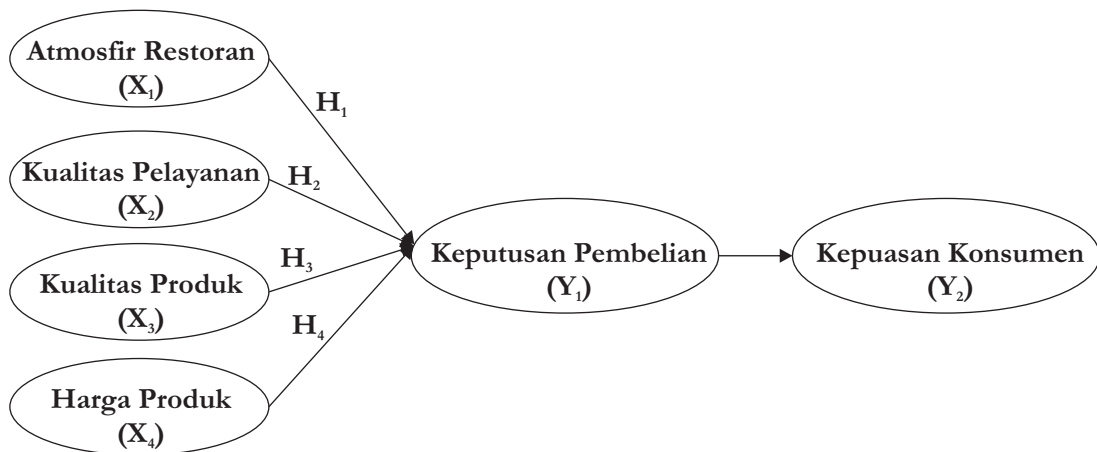 Atmosfir Restoran
(X₁)
H₁
Kualitas Pelayanan
(X₂)
H₂
Kualitas Produk
(X₃)
H₃
Harga Produk
(X₄)
H₄
Keputusan Pembelian
(Y₁)
Kepuasan Konsumen
(Y₂)